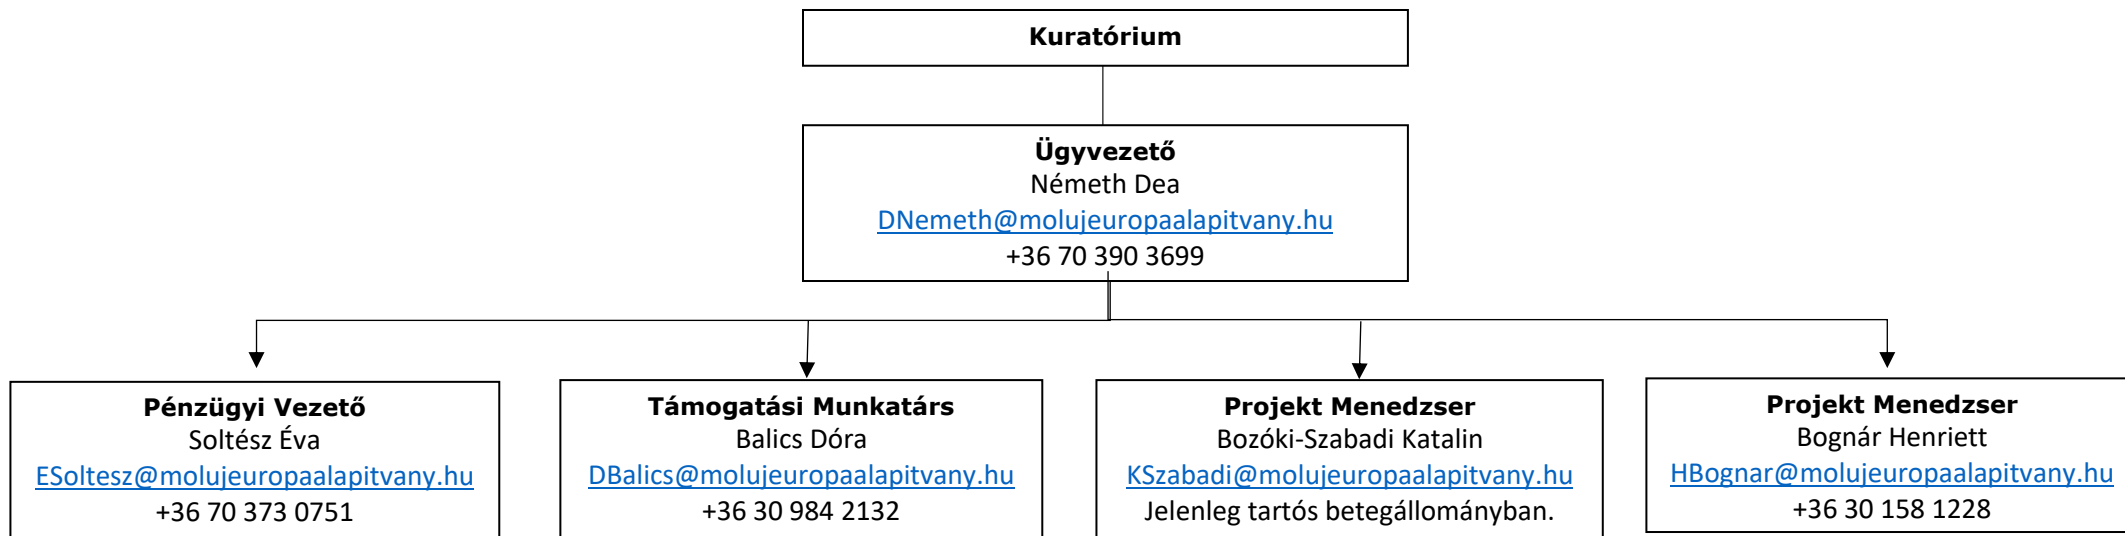 Kuratórium
Ügyvezető
Németh Dea
DNemeth@molujeuropaalapitvany.hu
+36 70 390 3699
Pénzügyi Vezető
Soltész Éva
ESoltesz@molujeuropaalapitvany.hu
+36 70 373 0751
Támogatási Munkatárs
Balics Dóra
DBalics@molujeuropaalapitvany.hu
+36 30 984 2132
Projekt Menedzser
Bozóki-Szabadi Katalin
KSzabadi@molujeuropaalapitvany.hu
Jelenleg tartós betegállományban.
Projekt Menedzser
Bognár Henriett
HBognar@molujeuropaalapitvany.hu
+36 30 158 1228